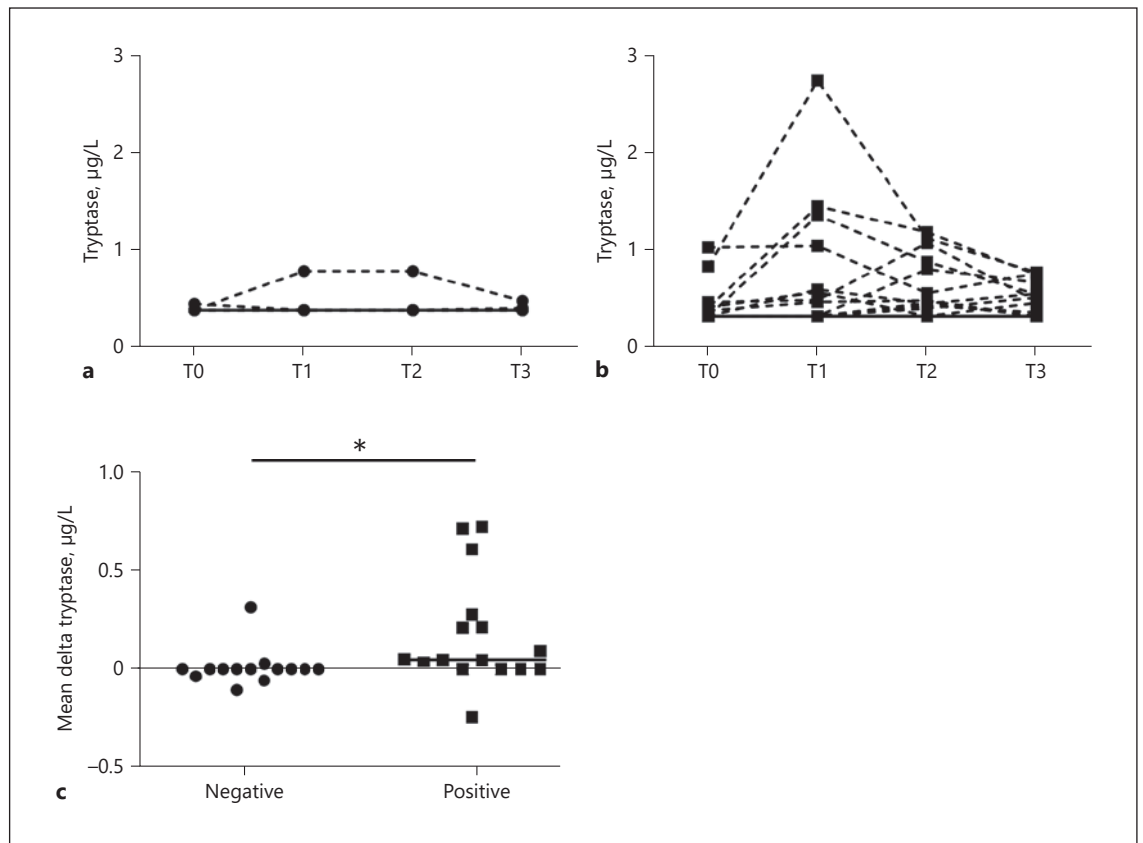 3
2
1
0
Tryptase, µg/L
T0 T1 T2 T3
a
3
2
1
0
Tryptase, µg/L
T0 T1 T2 T3
b
*
1.0
0.5
0
–0.5
Mean delta tryptase, µg/L
Negative Positive
c